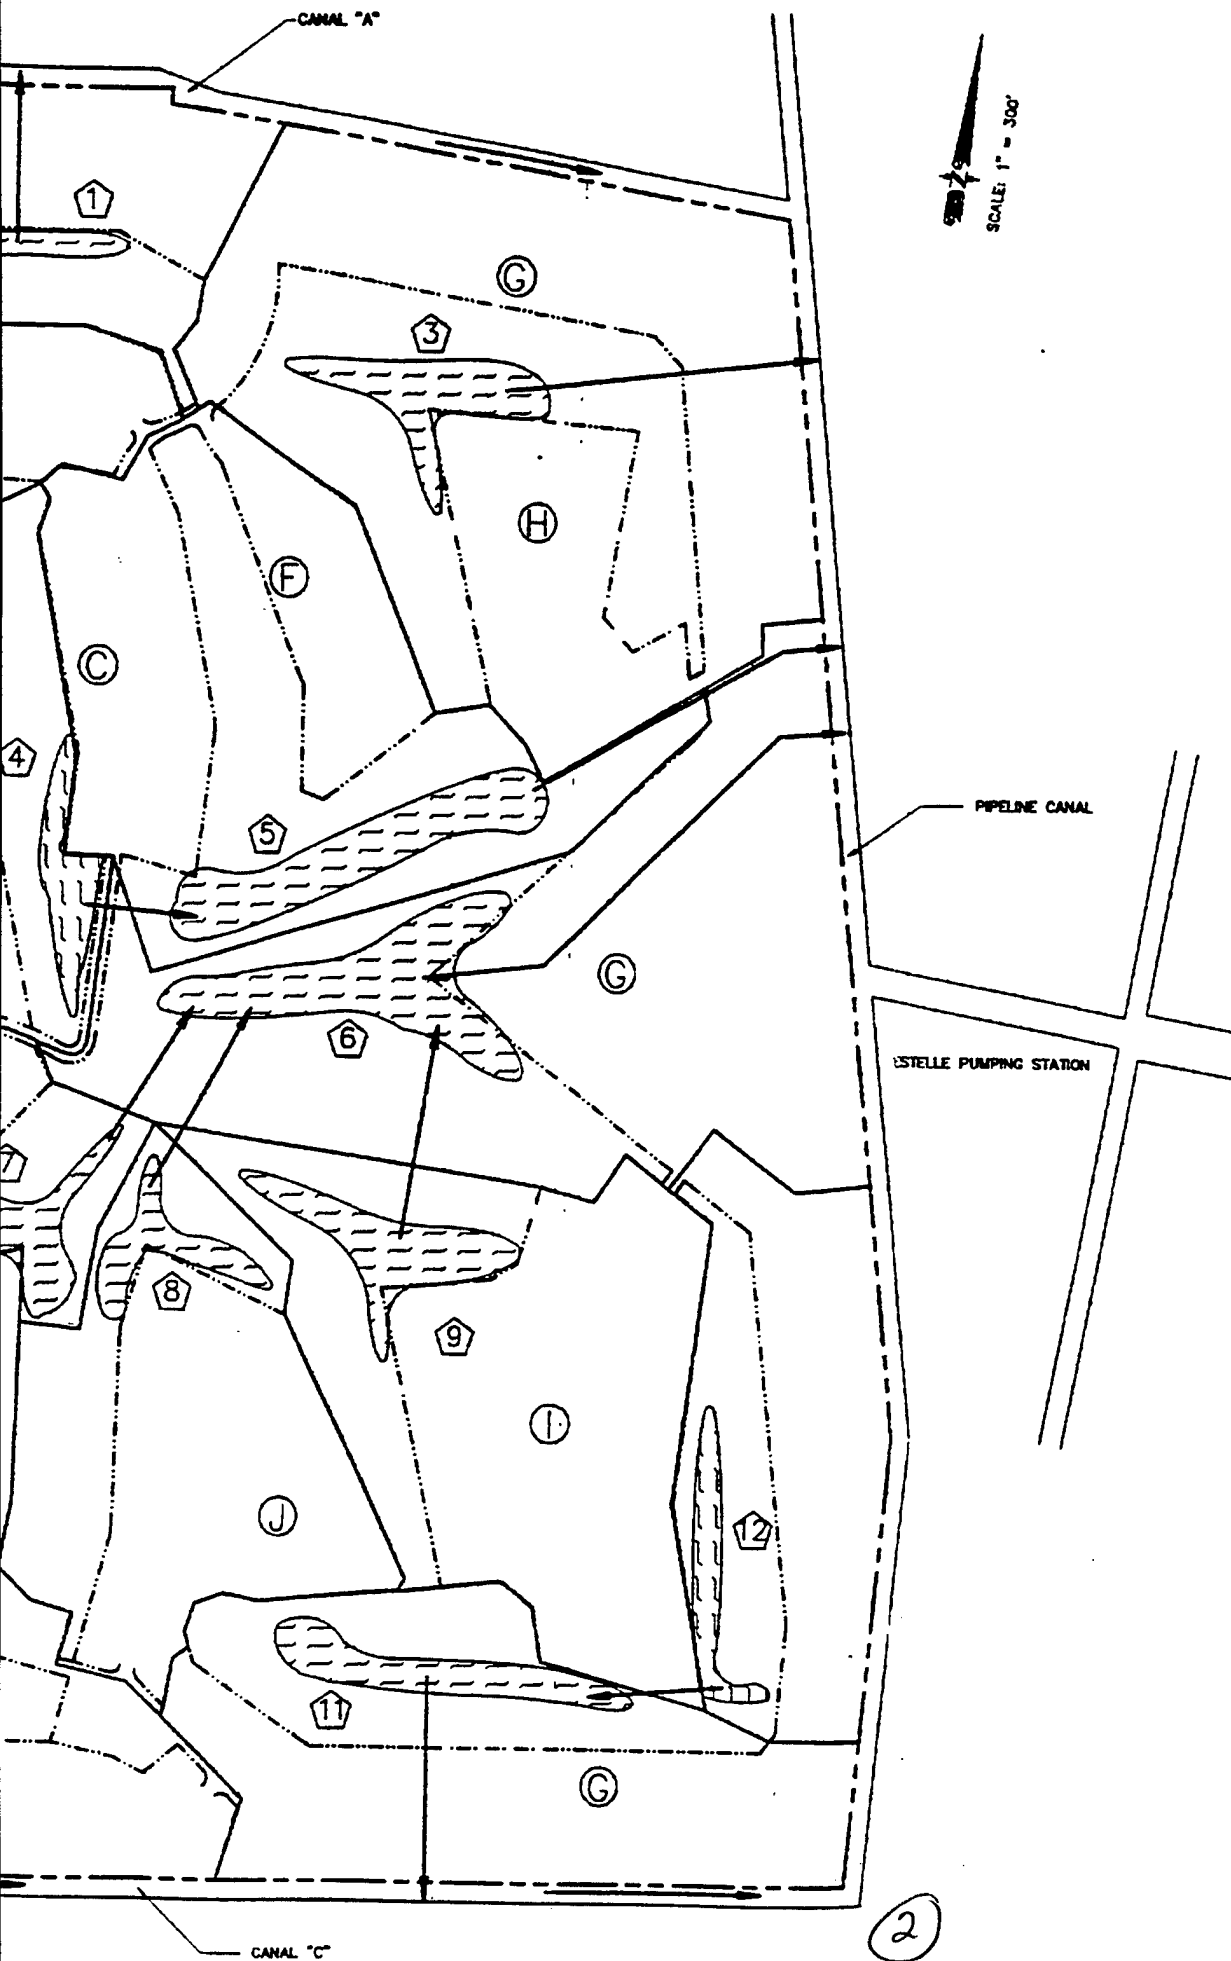 CANAL "A"
SCALE: 1" = 300'
1
G
3
H
F
C
4
5
PIPELINE CANAL
G
6
ESTELLE PUMPING STATION
7
8
9
I
J
12
11
G
2
CANAL "C"